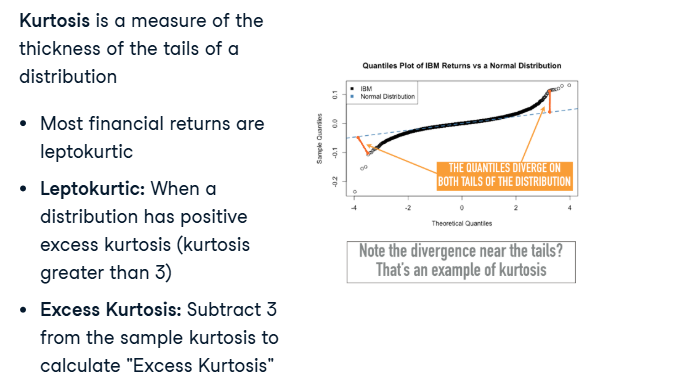 Kurtosis is a measure of the
thickness of the tails of a
distribution
• Most financial returns are
leptokurtic
• Leptokurtic: When a
distribution has positive
excess kurtosis (kurtosis
greater than 3)
• Excess Kurtosis: Subtract 3
from the sample kurtosis to
calculate "Excess Kurtosis"
Quantiles Plot of IBM Returns vs a Normal Distribution
IBM
Normal Distribution
Sample Quantiles
0.1
0.0
-0.1
-0.2
THE QUANTILES DIVERGE ON
BOTH TAILS OF THE DISTRIBUTION
-4 -2 0 2 4
Theoretical Quantiles
Note the divergence near the tails?
That's an example of kurtosis